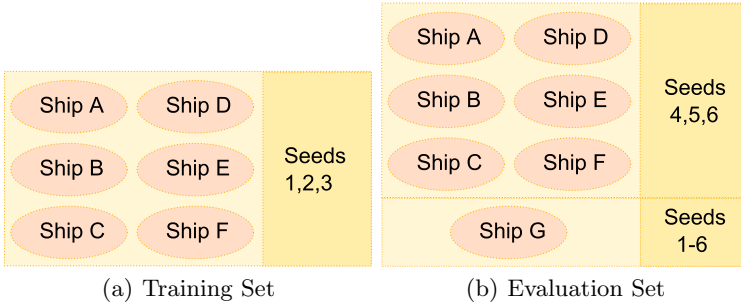 Ship A Ship D
Ship B Ship E
Ship C Ship F
Seeds
1,2,3
(a) Training Set
Ship A Ship D
Ship B Ship E
Ship C Ship F
Seeds
4,5,6
Ship G
Seeds
1-6
(b) Evaluation Set